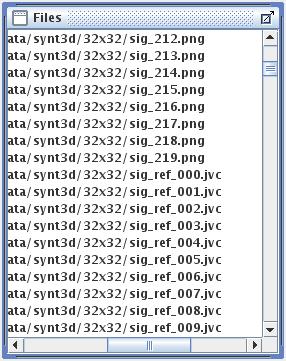 Files
ata/synt3d/32x32/sig_212.png
ata/synt3d/32x32/sig_213.png
ata/synt3d/32x32/sig_214.png
ata/synt3d/32x32/sig_215.png
ata/synt3d/32x32/sig_216.png
ata/synt3d/32x32/sig_217.png
ata/synt3d/32x32/sig_218.png
ata/synt3d/32x32/sig_219.png
ata/synt3d/32x32/sig_ref_000.jvc
ata/synt3d/32x32/sig_ref_001.jvc
ata/synt3d/32x32/sig_ref_002.jvc
ata/synt3d/32x32/sig_ref_003.jvc
ata/synt3d/32x32/sig_ref_004.jvc
ata/synt3d/32x32/sig_ref_005.jvc
ata/synt3d/32x32/sig_ref_006.jvc
ata/synt3d/32x32/sig_ref_007.jvc
ata/synt3d/32x32/sig_ref_008.jvc
ata/synt3d/32x32/sig_ref_009.jvc